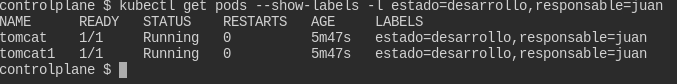 controlplane $ kubectl get pods --show-labels -l estado=desarrollo,responsable=juan
NAME      READY   STATUS    RESTARTS   AGE     LABELS
tomcat    1/1     Running   0          5m47s   estado=desarrollo,responsable=juan
tomcat1   1/1     Running   0          5m47s   estado=desarrollo,responsable=juan
controlplane $